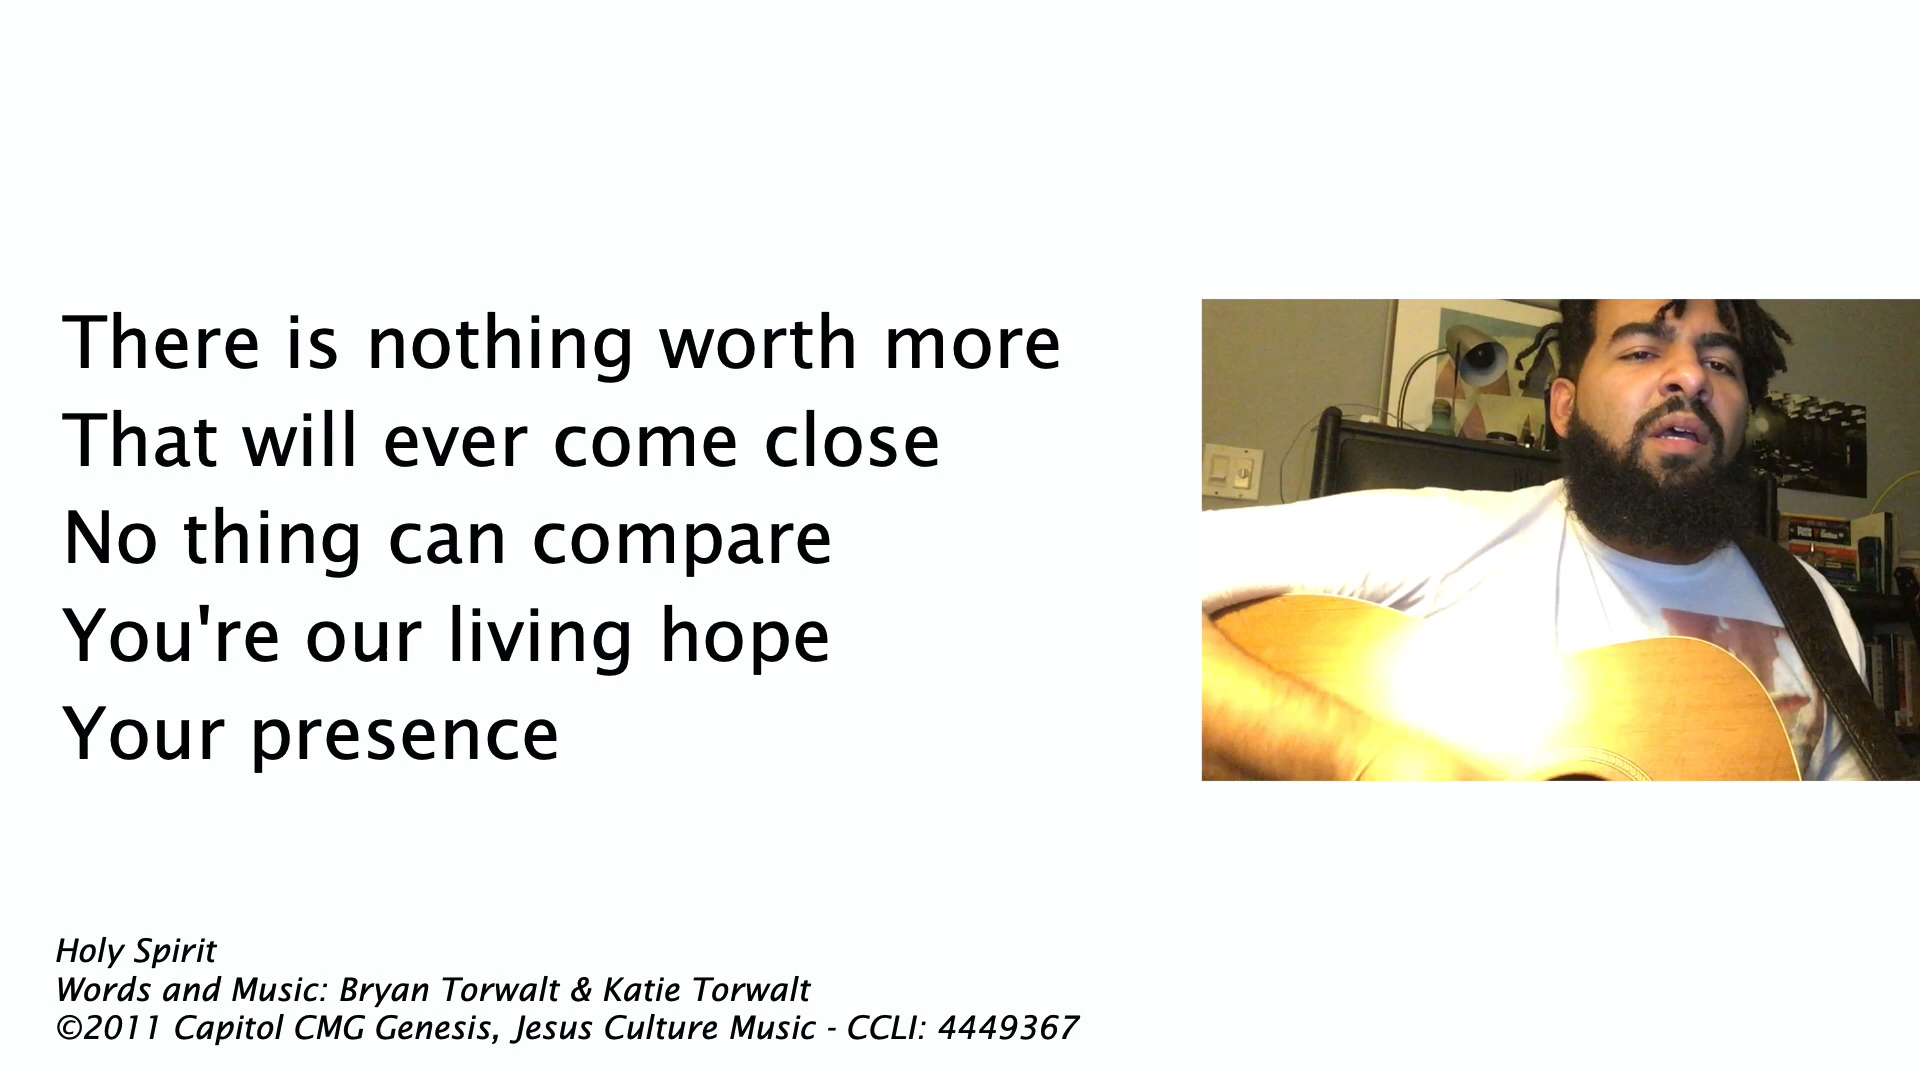 There is nothing worth more
That will ever come close
No thing can compare
You're our living hope
Your presence
Holy Spirit
Words and Music: Bryan Torwalt & Katie Torwalt
©2011 Capitol CMG Genesis, Jesus Culture Music - CCLI: 4449367